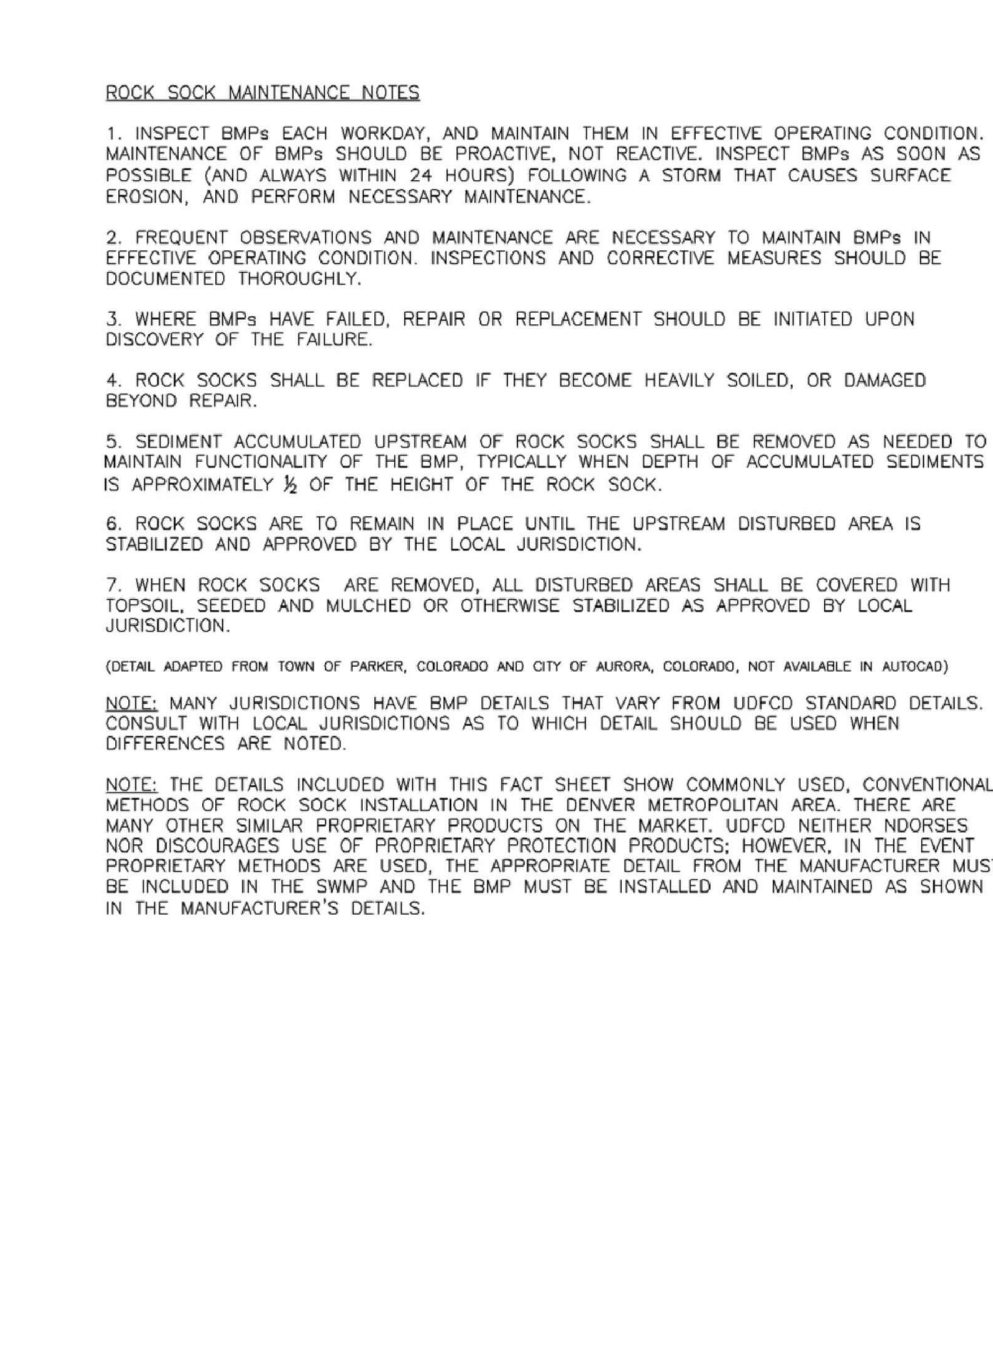 ROCK SOCK MAINTENANCE NOTES
1. INSPECT BMPs EACH WORKDAY, AND MAINTAIN THEM IN EFFECTIVE OPERATING CONDITION.
MAINTENANCE OF BMPs SHOULD BE PROACTIVE, NOT REACTIVE. INSPECT BMPs AS SOON AS
POSSIBLE (AND ALWAYS WITHIN 24 HOURS) FOLLOWING A STORM THAT CAUSES SURFACE
EROSION, AND PERFORM NECESSARY MAINTENANCE.
2. FREQUENT OBSERVATIONS AND MAINTENANCE ARE NECESSARY TO MAINTAIN BMPs IN
EFFECTIVE OPERATING CONDITION. INSPECTIONS AND CORRECTIVE MEASURES SHOULD BE
DOCUMENTED THOROUGHLY.
3. WHERE BMPs HAVE FAILED, REPAIR OR REPLACEMENT SHOULD BE INITIATED UPON
DISCOVERY OF THE FAILURE.
4. ROCK SOCKS SHALL BE REPLACED IF THEY BECOME HEAVILY SOILED, OR DAMAGED
BEYOND REPAIR.
5. SEDIMENT ACCUMULATED UPSTREAM OF ROCK SOCKS SHALL BE REMOVED AS NEEDED TO
MAINTAIN FUNCTIONALITY OF THE BMP, TYPICALLY WHEN DEPTH OF ACCUMULATED SEDIMENTS
IS APPROXIMATELY ½ OF THE HEIGHT OF THE ROCK SOCK.
6. ROCK SOCKS ARE TO REMAIN IN PLACE UNTIL THE UPSTREAM DISTURBED AREA IS
STABILIZED AND APPROVED BY THE LOCAL JURISDICTION.
7. WHEN ROCK SOCKS ARE REMOVED, ALL DISTURBED AREAS SHALL BE COVERED WITH
TOPSOIL, SEEDED AND MULCHED OR OTHERWISE STABILIZED AS APPROVED BY LOCAL
JURISDICTION.
(DETAIL ADAPTED FROM TOWN OF PARKER, COLORADO AND CITY OF AURORA, COLORADO, NOT AVAILABLE IN AUTOCAD)
NOTE: MANY JURISDICTIONS HAVE BMP DETAILS THAT VARY FROM UDFCD STANDARD DETAILS.
CONSULT WITH LOCAL JURISDICTIONS AS TO WHICH DETAIL SHOULD BE USED WHEN
DIFFERENCES ARE NOTED.
NOTE: THE DETAILS INCLUDED WITH THIS FACT SHEET SHOW COMMONLY USED, CONVENTIONAL
METHODS OF ROCK SOCK INSTALLATION IN THE DENVER METROPOLITAN AREA. THERE ARE
MANY OTHER SIMILAR PROPRIETARY PRODUCTS ON THE MARKET. UDFCD NEITHER NDORSES
NOR DISCOURAGES USE OF PROPRIETARY PROTECTION PRODUCTS; HOWEVER, IN THE EVENT
PROPRIETARY METHODS ARE USED, THE APPROPRIATE DETAIL FROM THE MANUFACTURER MUS
BE INCLUDED IN THE SWMP AND THE BMP MUST BE INSTALLED AND MAINTAINED AS SHOWN
IN THE MANUFACTURER'S DETAILS.